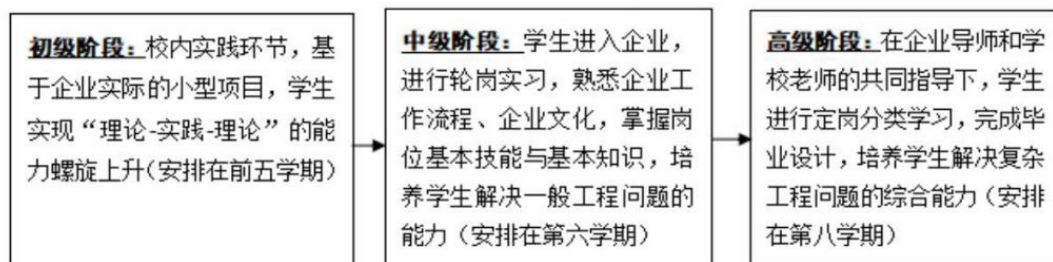 初级阶段：校内实践环节，基
于企业实际的小型项目，学生
实现“理论-实践-理论”的能
力螺旋上升（安排在前五学期）
中级阶段：学生进入企业，
进行轮岗实习，熟悉企业工
作流程、企业文化，掌握岗
位基本技能与基本知识，培
养学生解决一般工程问题的
能力（安排在第六学期）
高级阶段：在企业导师和学
校老师的共同指导下，学生
进行定岗分类学习，完成毕
业设计，培养学生解决复杂
工程问题的综合能力（安排
在第八学期）